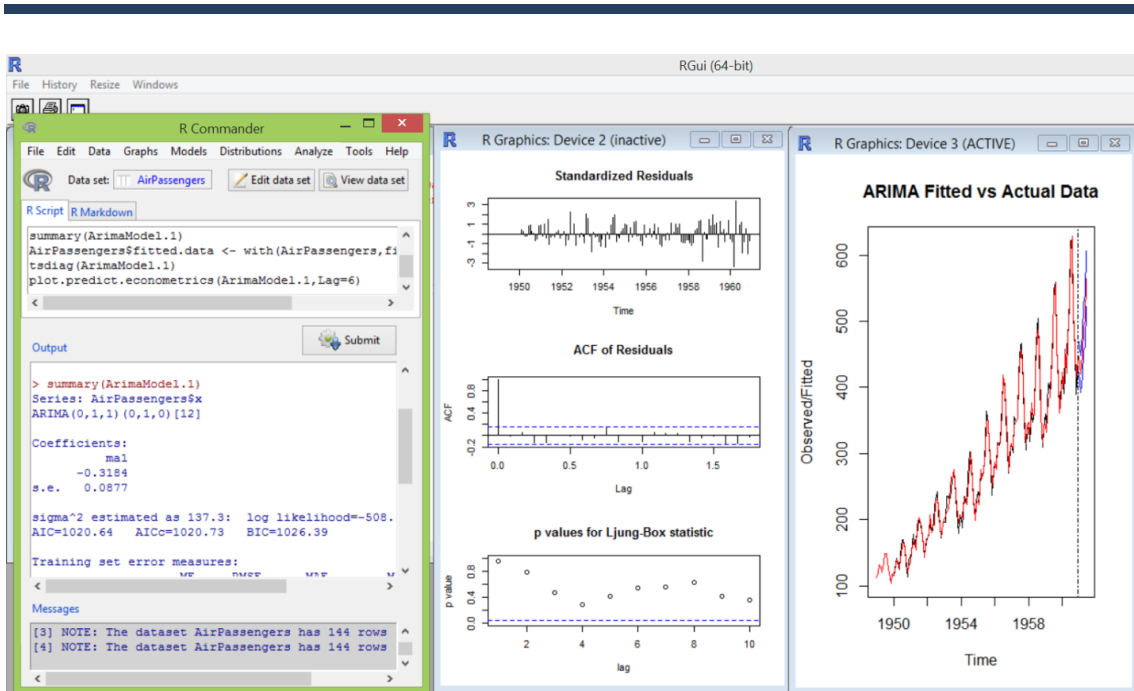 RGui (64-bit)
File History Resize Windows
R Commander
File Edit Data Graphs Models Distributions Analyze Tools Help
Data set: AirPassengers Edit data set View data set
R Script R Markdown
summary(ArimaModel.1)
AirPassengers$fitted.data <- with(AirPassengers,fi
tsdiag(ArimaModel.1)
plot.predict.econometrics(ArimaModel.1,Lag=6)
Output
Submit
> summary(ArimaModel.1)
Series: AirPassengers$x
ARIMA(0,1,1)(0,1,0)[12]
Coefficients:
ma1
-0.3184
s.e. 0.0877
sigma^2 estimated as 137.3: log likelihood=-508.
AIC=1020.64 AICc=1020.73 BIC=1026.39
Training set error measures:
Messages
[3] NOTE: The dataset AirPassengers has 144 rows
[4] NOTE: The dataset AirPassengers has 144 rows
R Graphics: Device 2 (inactive)
Standardized Residuals
3
1
-1
-3
1950 1952 1954 1956 1958 1960
Time
ACF of Residuals
ACF
0.8
0.4
-0.2
0.0 0.5 1.0 1.5
Lag
p values for Ljung-Box statistic
p value
0.8
0.4
0.0
2 4 6 8 10
lag
R Graphics: Device 3 (ACTIVE)
ARIMA Fitted vs Actual Data
Observed/Fitted
600
500
400
300
200
100
1950 1954 1958
Time